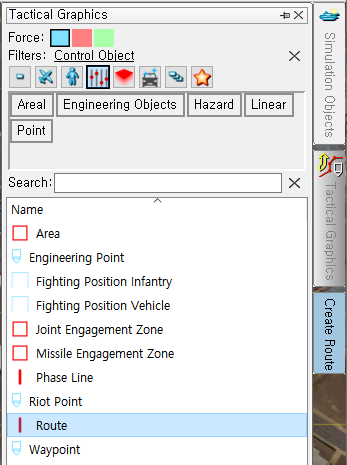 Tactical Graphics
Force:
Filters: Control Object
Areal Engineering Objects Hazard Linear
Point
Search:
Name
Area
Engineering Point
Fighting Position Infantry
Fighting Position Vehicle
Joint Engagement Zone
Missile Engagement Zone
Phase Line
Riot Point
Route
Waypoint
Simulation Objects
Tactical Graphics
Create Route